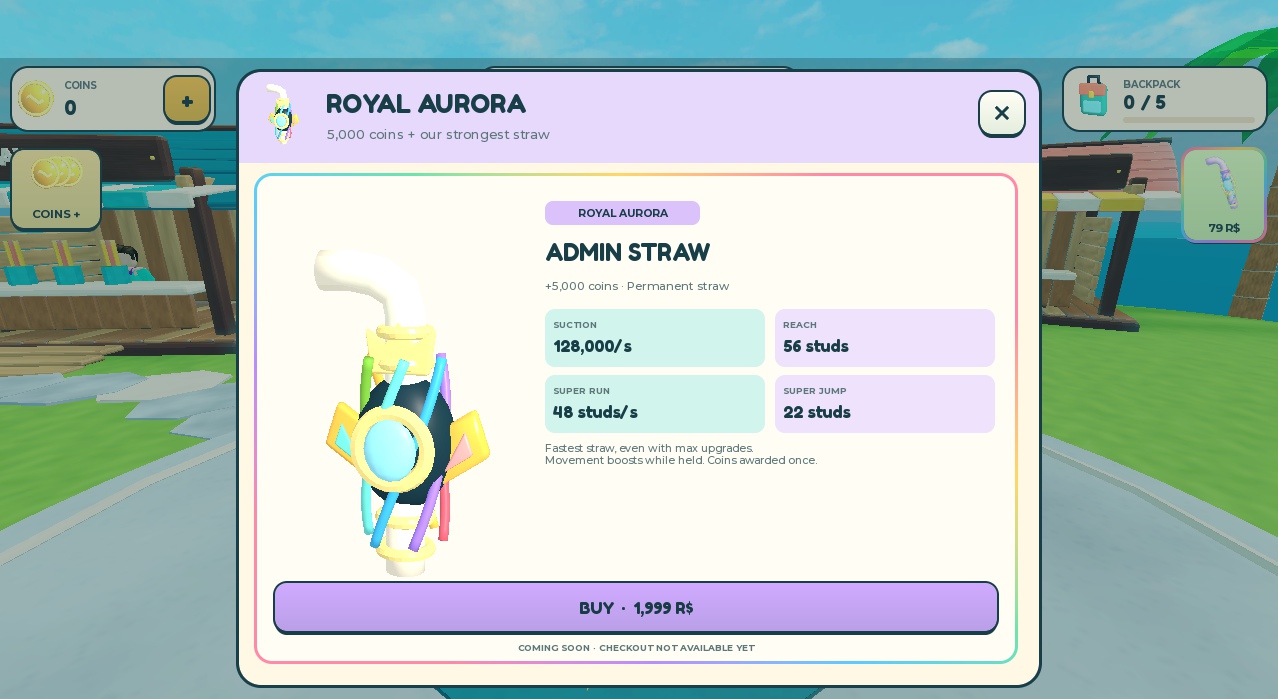 COINS
0
+
COINS +
ROYAL AURORA
5,000 coins + our strongest straw
✕
BACKPACK
0 / 5
79 R$
ROYAL AURORA
ADMIN STRAW
+5,000 coins · Permanent straw
SUCTION
128,000/s
REACH
56 studs
SUPER RUN
48 studs/s
SUPER JUMP
22 studs
Fastest straw, even with max upgrades.
Movement boosts while held. Coins awarded once.
BUY · 1,999 R$
COMING SOON · CHECKOUT NOT AVAILABLE YET